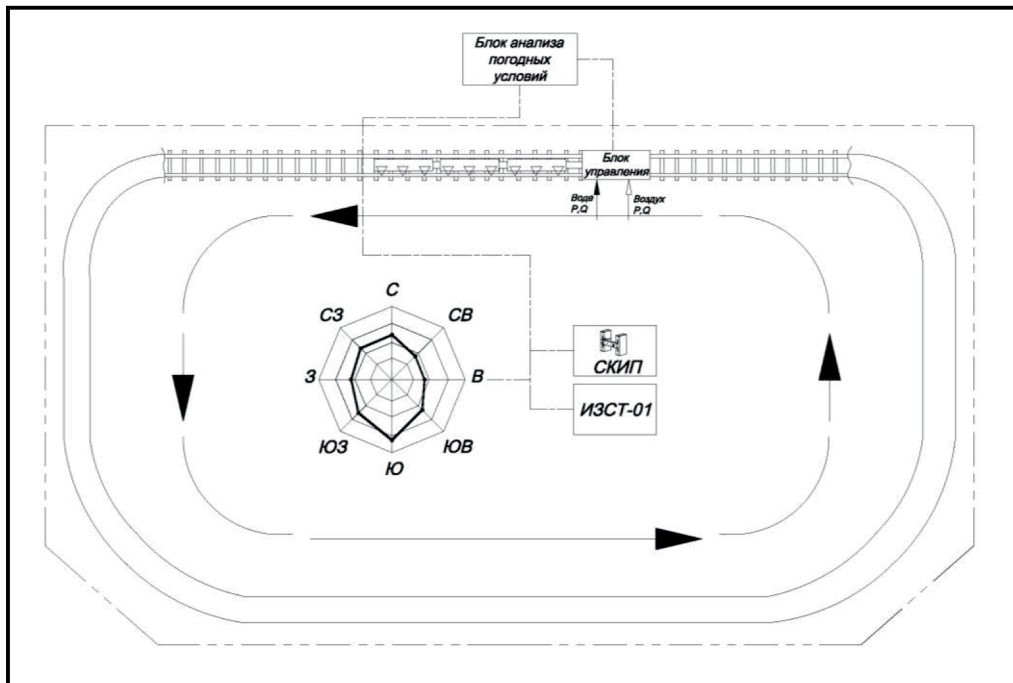 Блок анализа
погодных
условий
Блок
управления
Вода
P,Q
Воздух
P,Q
С
СЗ
СВ
З
В
ЮЗ
ЮВ
Ю
СКИП
ИЗСТ-01